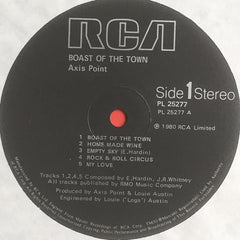 RCA
BOAST OF THE TOWN
Axis Point
Side 1 Stereo
PL 25277
PL 25277 A
℗ 1980 RCA Limited
1 BOAST OF THE TOWN
2 HOME MADE WINE
3 EMPTY SKY (E.Hardin)
4 ROCK & ROLL CIRCUS
5 MY LOVE
Tracks 1,2,4,5 Composed by E.Hardin, J.R.Whitney
All tracks published by RMO Music Company
Produced by Axis Point & Louie Austin
Engineered by Louie ("Loga") Austin